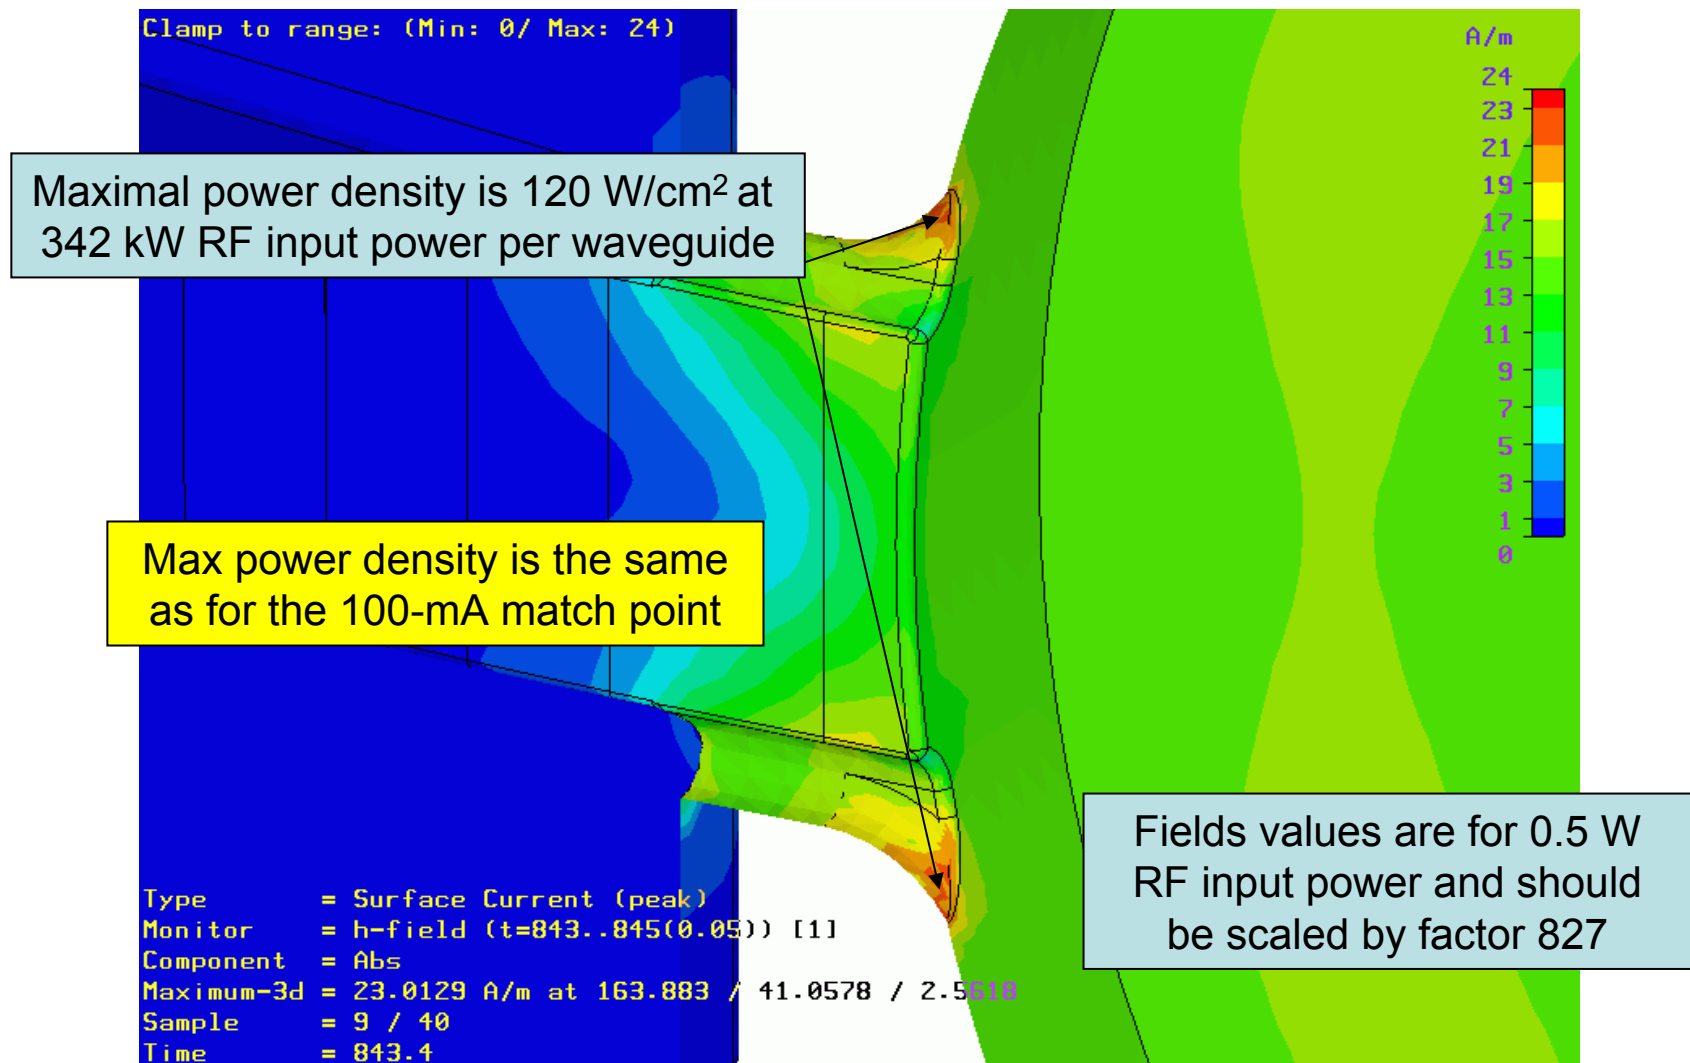 Clamp to range: (Min: 0/ Max: 24)
A/m
24
23
21
19
17
15
13
11
9
7
5
3
1
0
Maximal power density is 120 W/cm² at
342 kW RF input power per waveguide
Max power density is the same
as for the 100-mA match point
Fields values are for 0.5 W
RF input power and should
be scaled by factor 827
Type = Surface Current (peak)
Monitor = h-field (t=843..845(0.05)) [1]
Component = Abs
Maximum-3d = 23.0129 A/m at 163.883 / 41.0578 / 2.5618
Sample = 9 / 40
Time = 843.4